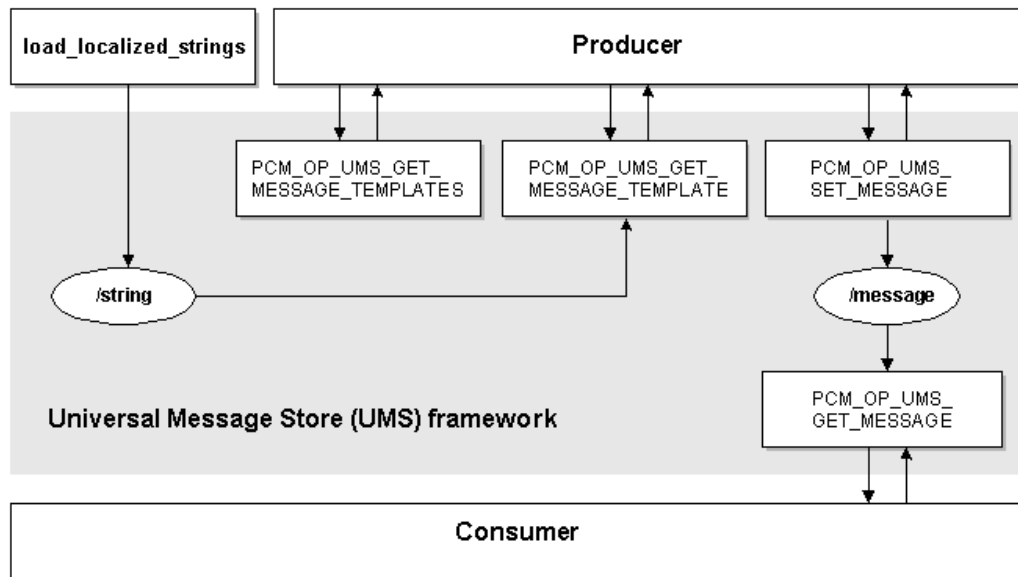 load_localized_strings
Producer
PCM_OP_UMS_GET_
MESSAGE_TEMPLATES
PCM_OP_UMS_GET_
MESSAGE_TEMPLATE
PCM_OP_UMS_
SET_MESSAGE
/string
/message
PCM_OP_UMS_
GET_MESSAGE
Universal Message Store (UMS) framework
Consumer